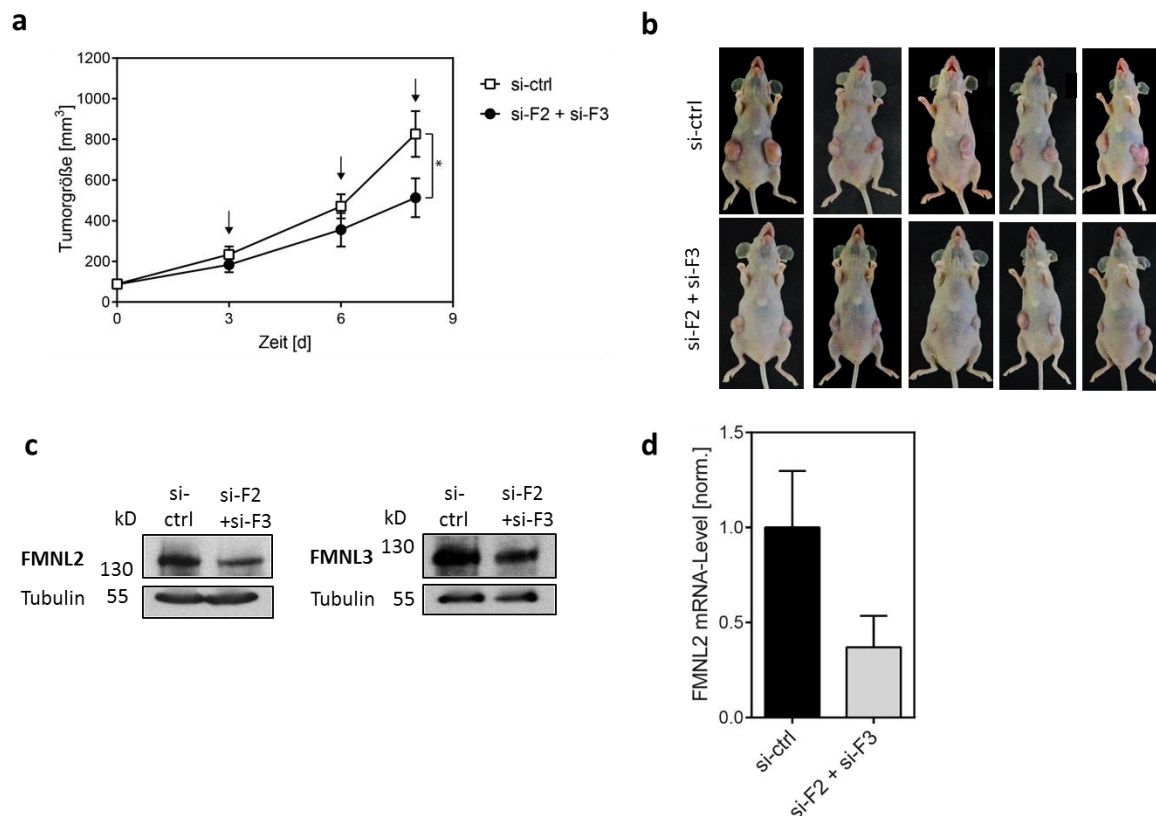 a
1200
1000
800
600
400
200
0
Tumorgröße [mm³]
0 3 6 9
Zeit [d]
si-ctrl
si-F2 + si-F3
*
b
si-ctrl
si-F2 + si-F3
c
kD
si-
ctrl
si-F2
+si-F3
FMNL2
130
Tubulin
55
kD
si-
ctrl
si-F2
+si-F3
FMNL3
130
Tubulin
55
d
FMNL2 mRNA-Level [norm.]
1.5
1.0
0.5
0.0
si-ctrl
si-F2 + si-F3